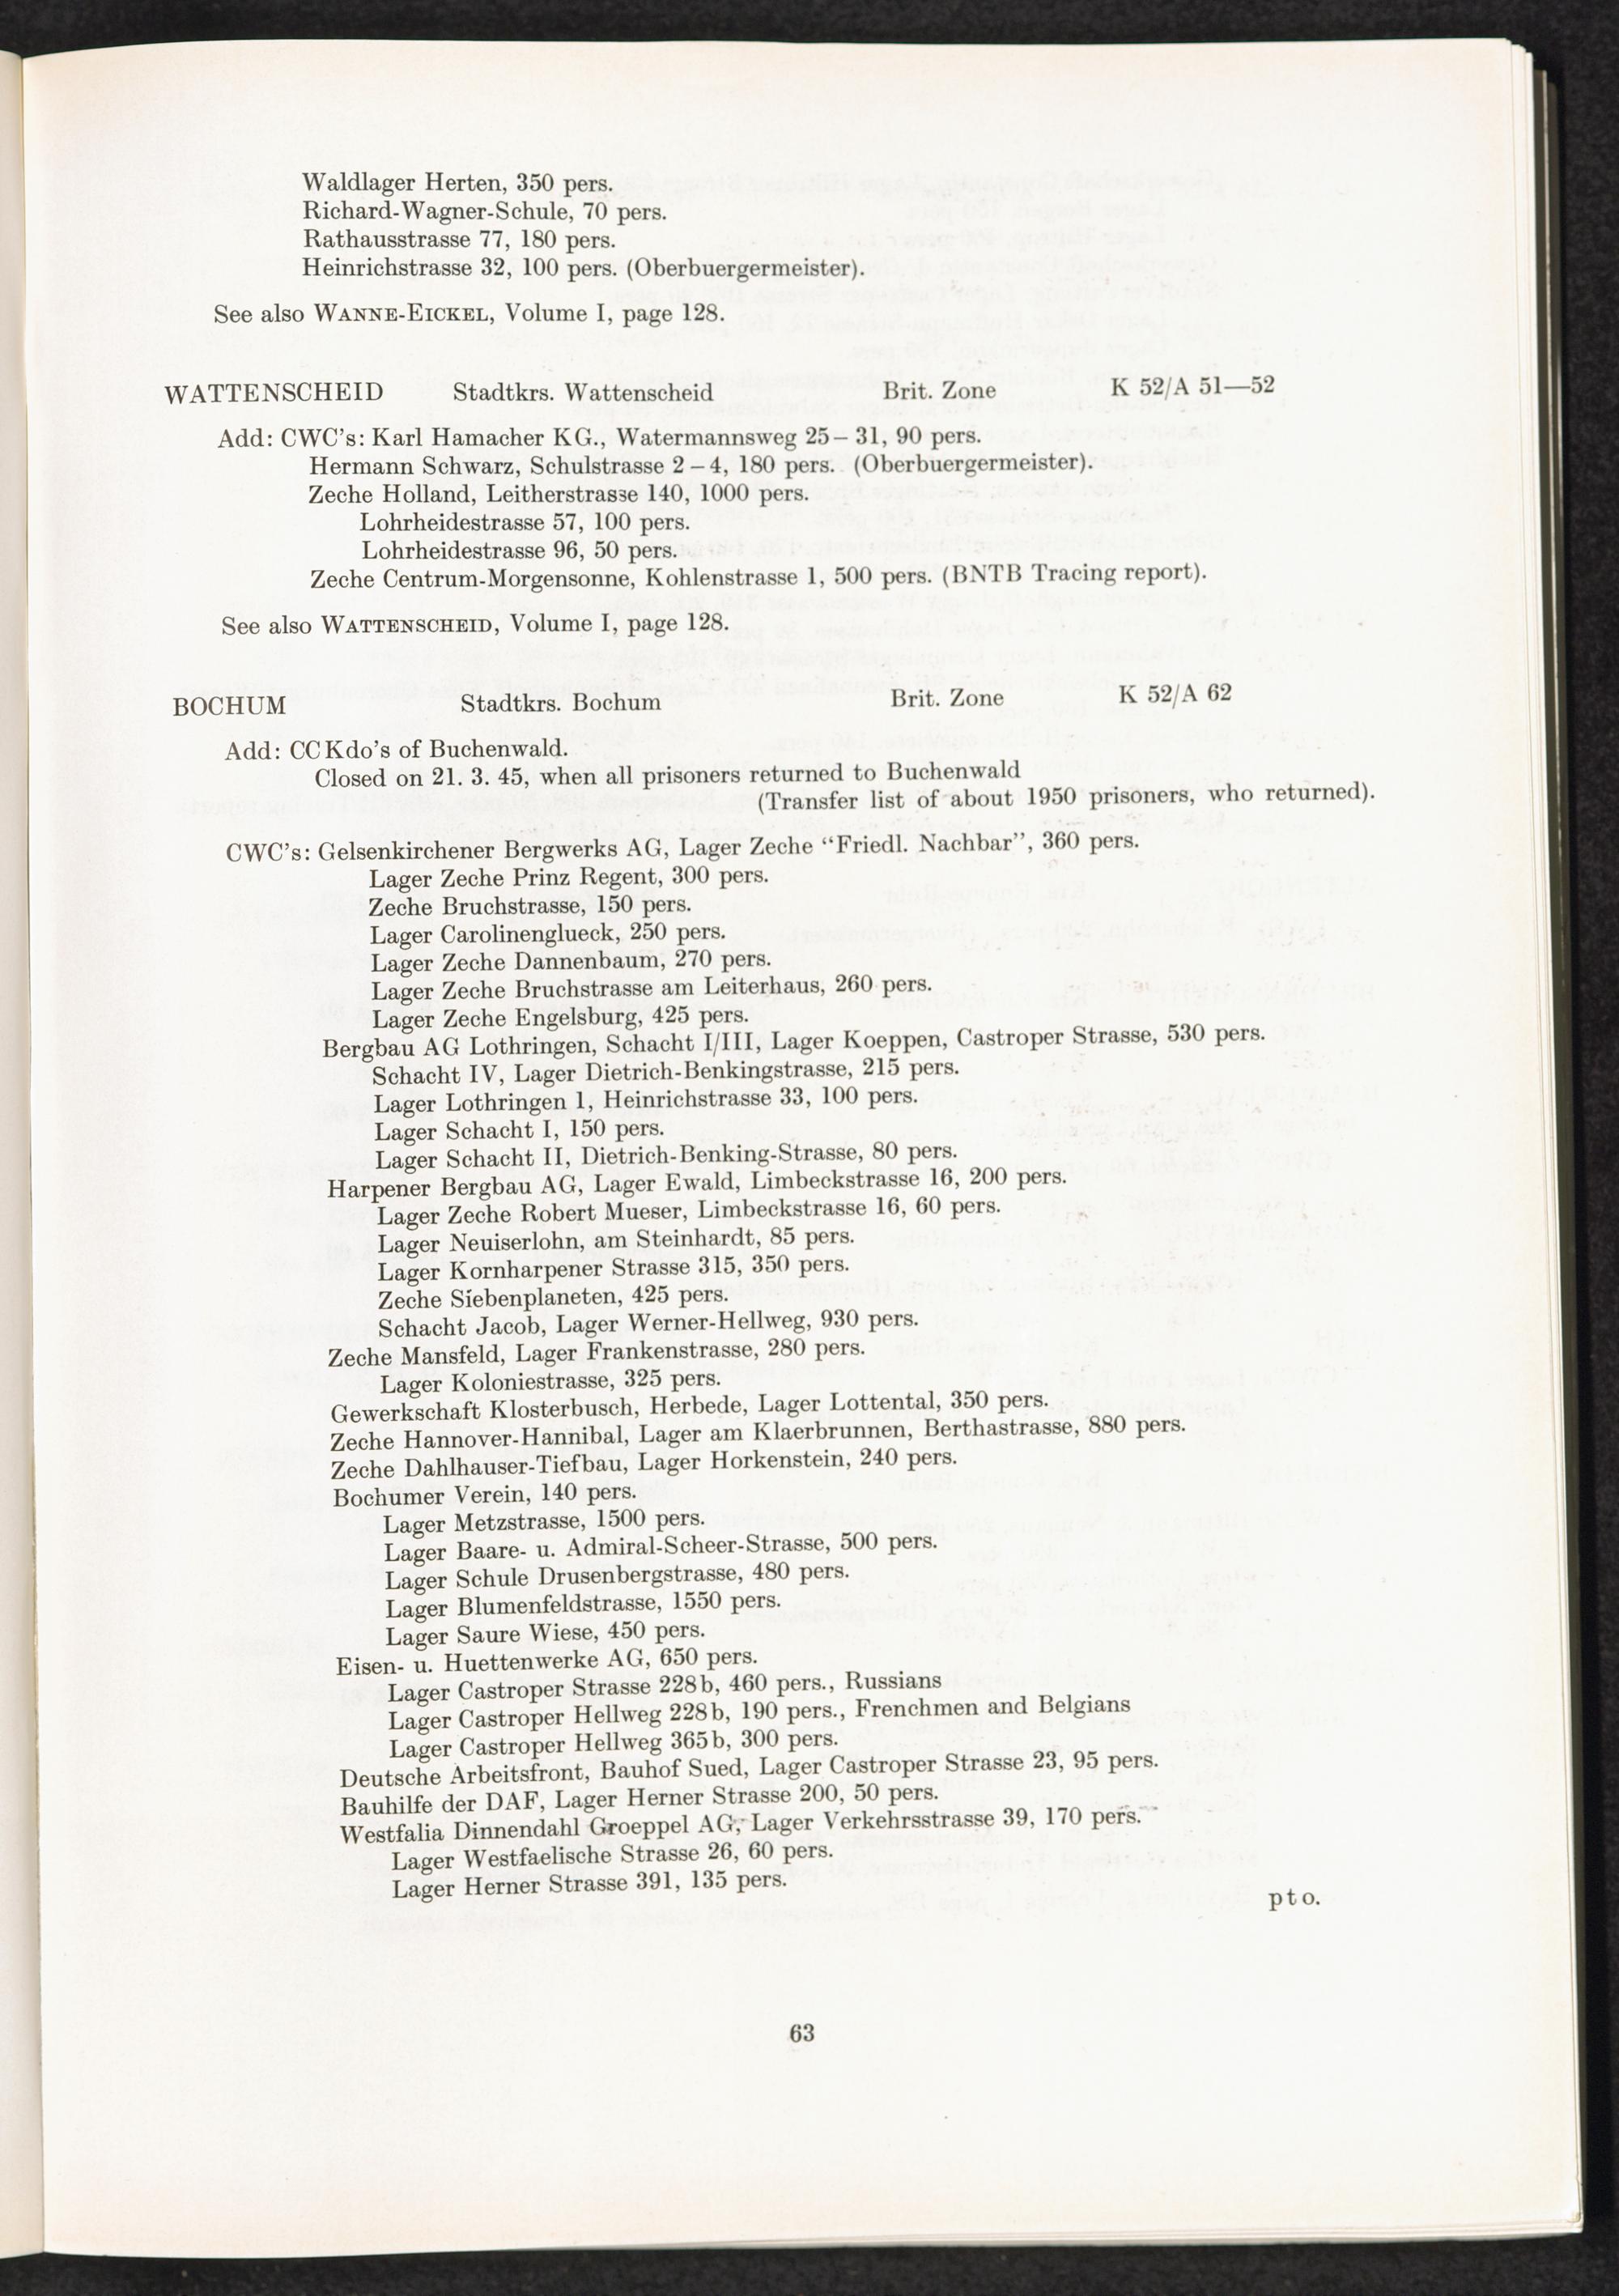 Waldlager Herten, 350 pers.
Richard-Wagner-Schule, 70 pers.
Rathausstrasse 77, 180 pers.
Heinrichstrasse 32, 100 pers. (Oberbuergermeister).
See also WANNE-EICKEL, Volume I, page 128.
WATTENSCHEID Stadtkrs. Wattenscheid Brit. Zone K 52/A 51—52
Add: CWC's: Karl Hamacher KG., Watermannsweg 25 – 31, 90 pers.
Hermann Schwarz, Schulstrasse 2 – 4, 180 pers. (Oberbuergermeister).
Zeche Holland, Leitherstrasse 140, 1000 pers.
Lohrheidestrasse 57, 100 pers.
Lohrheidestrasse 96, 50 pers.
Zeche Centrum-Morgensonne, Kohlenstrasse 1, 500 pers. (BNTB Tracing report).
See also WATTENSCHEID, Volume I, page 128.
BOCHUM Stadtkrs. Bochum Brit. Zone K 52/A 62
Add: CC Kdo's of Buchenwald.
Closed on 21. 3. 45, when all prisoners returned to Buchenwald
(Transfer list of about 1950 prisoners, who returned).
CWC's: Gelsenkirchener Bergwerks AG, Lager Zeche “Friedl. Nachbar”, 360 pers.
Lager Zeche Prinz Regent, 300 pers.
Zeche Bruchstrasse, 150 pers.
Lager Carolinenglueck, 250 pers.
Lager Zeche Dannenbaum, 270 pers.
Lager Zeche Bruchstrasse am Leiterhaus, 260 pers.
Lager Zeche Engelsburg, 425 pers.
Bergbau AG Lothringen, Schacht I/III, Lager Koeppen, Castroper Strasse, 530 pers.
Schacht IV, Lager Dietrich-Benkingstrasse, 215 pers.
Lager Lothringen 1, Heinrichstrasse 33, 100 pers.
Lager Schacht I, 150 pers.
Lager Schacht II, Dietrich-Benking-Strasse, 80 pers.
Harpener Bergbau AG, Lager Ewald, Limbeckstrasse 16, 200 pers.
Lager Zeche Robert Mueser, Limbeckstrasse 16, 60 pers.
Lager Neuiserlohn, am Steinhardt, 85 pers.
Lager Kornharpener Strasse 315, 350 pers.
Zeche Siebenplaneten, 425 pers.
Schacht Jacob, Lager Werner-Hellweg, 930 pers.
Zeche Mansfeld, Lager Frankenstrasse, 280 pers.
Lager Koloniestrasse, 325 pers.
Gewerkschaft Klosterbusch, Herbede, Lager Lottental, 350 pers.
Zeche Hannover-Hannibal, Lager am Klaerbrunnen, Berthastrasse, 880 pers.
Zeche Dahlhauser-Tiefbau, Lager Horkenstein, 240 pers.
Bochumer Verein, 140 pers.
Lager Metzstrasse, 1500 pers.
Lager Baare- u. Admiral-Scheer-Strasse, 500 pers.
Lager Schule Drusenbergstrasse, 480 pers.
Lager Blumenfeldstrasse, 1550 pers.
Lager Saure Wiese, 450 pers.
Eisen- u. Huettenwerke AG, 650 pers.
Lager Castroper Strasse 228 b, 460 pers., Russians
Lager Castroper Hellweg 228 b, 190 pers., Frenchmen and Belgians
Lager Castroper Hellweg 365 b, 300 pers.
Deutsche Arbeitsfront, Bauhof Sued, Lager Castroper Strasse 23, 95 pers.
Bauhilfe der DAF, Lager Herner Strasse 200, 50 pers.
Westfalia Dinnendahl Groeppel AG, Lager Verkehrsstrasse 39, 170 pers.
Lager Westfaelische Strasse 26, 60 pers.
Lager Herner Strasse 391, 135 pers.
pto.
63